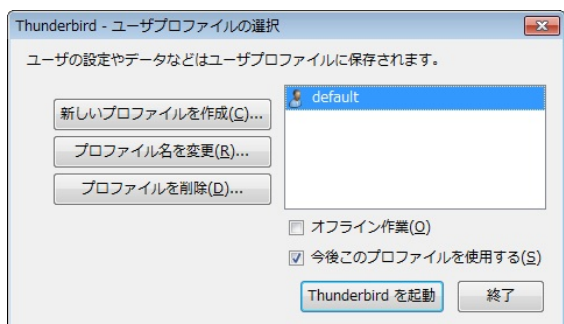 Thunderbird - ユーザプロファイルの選択
ユーザの設定やデータなどはユーザプロファイルに保存されます。
新しいプロファイルを作成(C)...
プロファイル名を変更(R)...
プロファイルを削除(D)...
default
オフライン作業(O)
今後このプロファイルを使用する(S)
Thunderbird を起動
終了